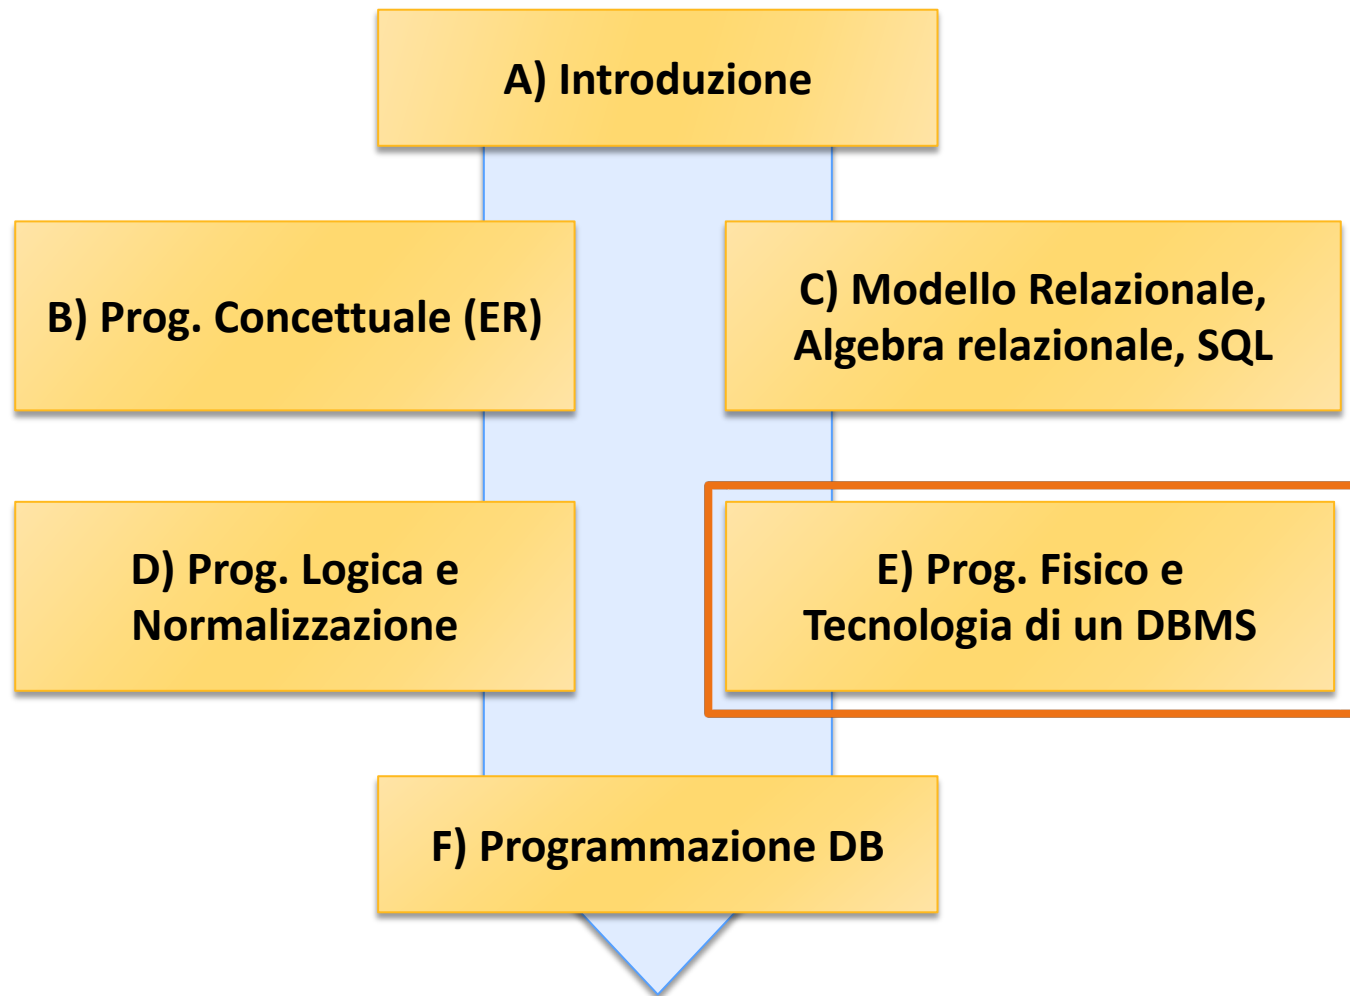 A) Introduzione
B) Prog. Concettuale (ER)
C) Modello Relazionale,
Algebra relazionale, SQL
D) Prog. Logica e
Normalizzazione
E) Prog. Fisico e
Tecnologia di un DBMS
F) Programmazione DB